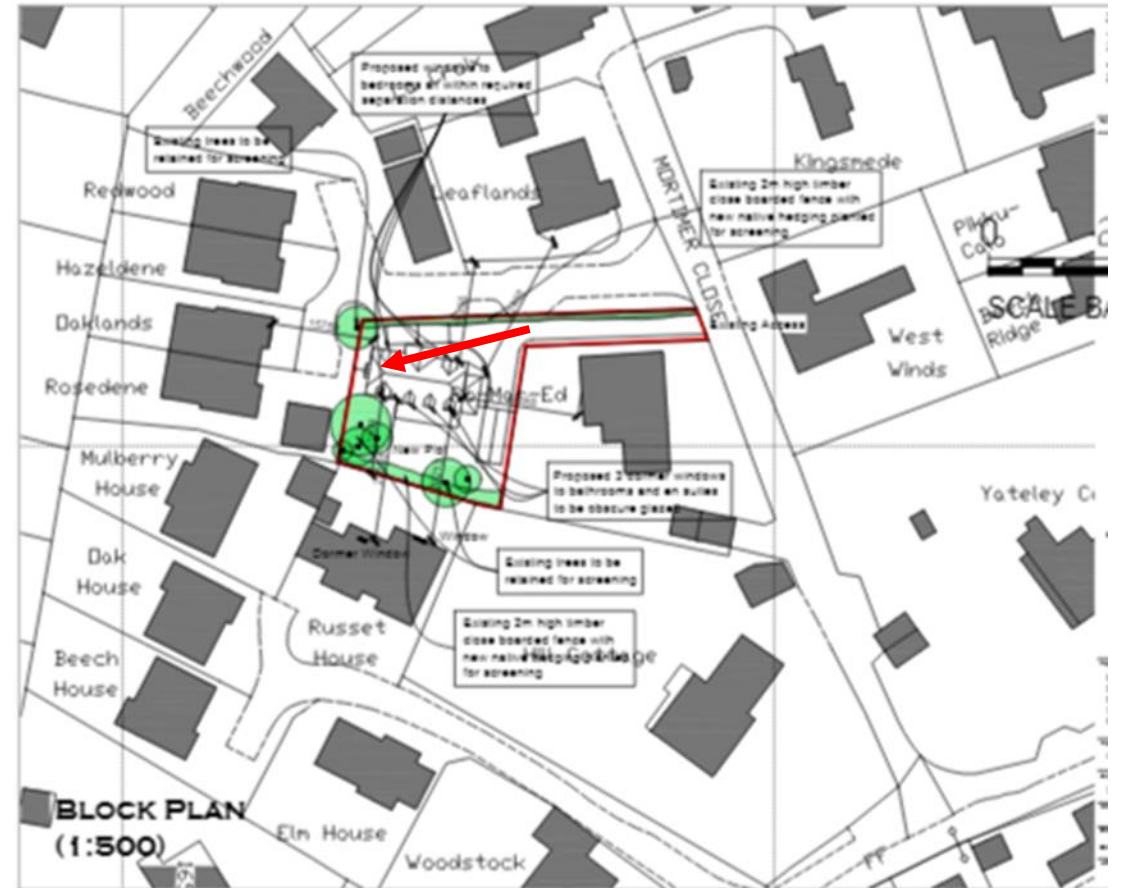 Beechwood
Proposed windows to
bedrooms all within required
separation distances
Existing trees to be
retained for screening
Redwood
Leaflands
MORTIMER CLOSE
Kingsmede
Existing 2m high timber
close boarded fence with
new native hedging planted
for screening
Hazeldene
SCALE BA
Oaklands
Existing Access
Ridge
West
Winds
Rosedene
New Plot
Mulberry
House
Proposed 3 dormer windows
to bathrooms and en suites
to be obscure glazed
Yateley
Window
Dormer Window
Oak
House
Existing trees to be
retained for screening
Russet
House
Existing 2m high timber
close boarded fence with
new native hedging planted
for screening
Beech
House
BLOCK PLAN
(1:500)
Elm House
Woodstock
FF